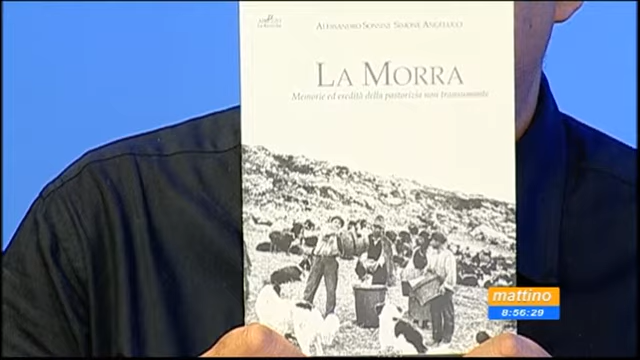 ALESSANDRO SONSINI SIMONE ANGELUCCI
LA MORRA
Memorie ed eredità della pastorizia non transumante
mattino
8:56:29